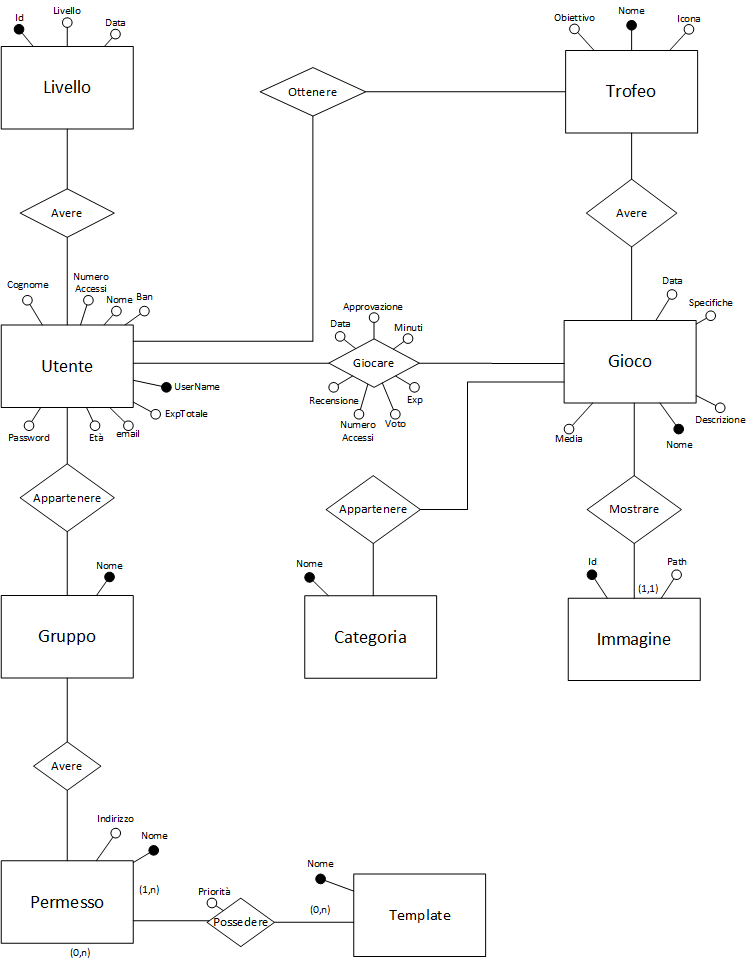 Livello
Id
Data
Livello
Obiettivo
Nome
Icona
Trofeo
Ottenere
Avere
Avere
Cognome
Numero
Accessi
Nome
Ban
Utente
UserName
ExpTotale
Password
Età
email
Approvazione
Data
Minuti
Giocare
Recensione
Numero
Accessi
Voto
Exp
Data
Specifiche
Gioco
Descrizione
Media
Nome
Appartenere
Appartenere
Mostrare
Nome
Gruppo
Nome
Categoria
Id
Path
(1,1)
Immagine
Avere
Indirizzo
Nome
Permesso
(1,n)
(0,n)
Priorità
Possedere
(0,n)
Nome
Template